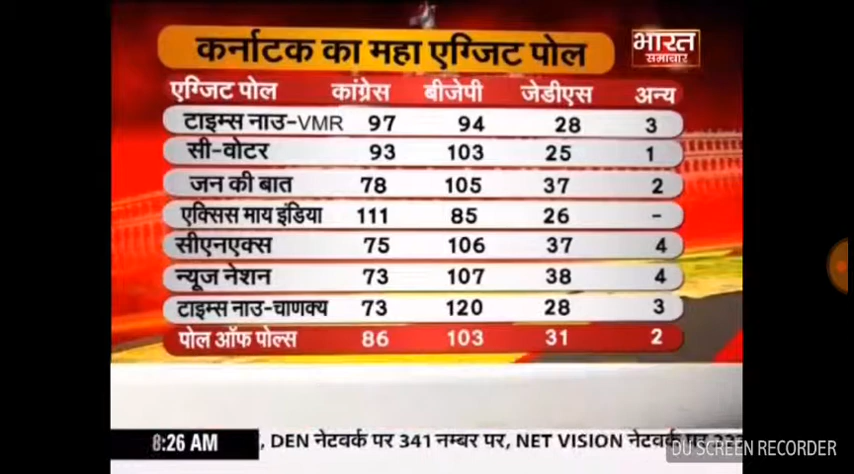 कर्नाटक का महा एग्जिट पोल
भारत
समाचार
एग्जिट पोल कांग्रेस बीजेपी जेडीएस अन्य
टाइम्स नाउ-VMR 97 94 28 3
सी-वोटर 93 103 25 1
जन की बात 78 105 37 2
एक्सिस माय इंडिया 111 85 26 -
सीएनएक्स 75 106 37 4
न्यूज नेशन 73 107 38 4
टाइम्स नाउ-चाणक्य 73 120 28 3
पोल ऑफ पोल्स 86 103 31 2
8:26 AM , DEN नेटवर्क पर 341 नम्बर पर, NET VISION नेटवर्क
DU SCREEN RECORDER